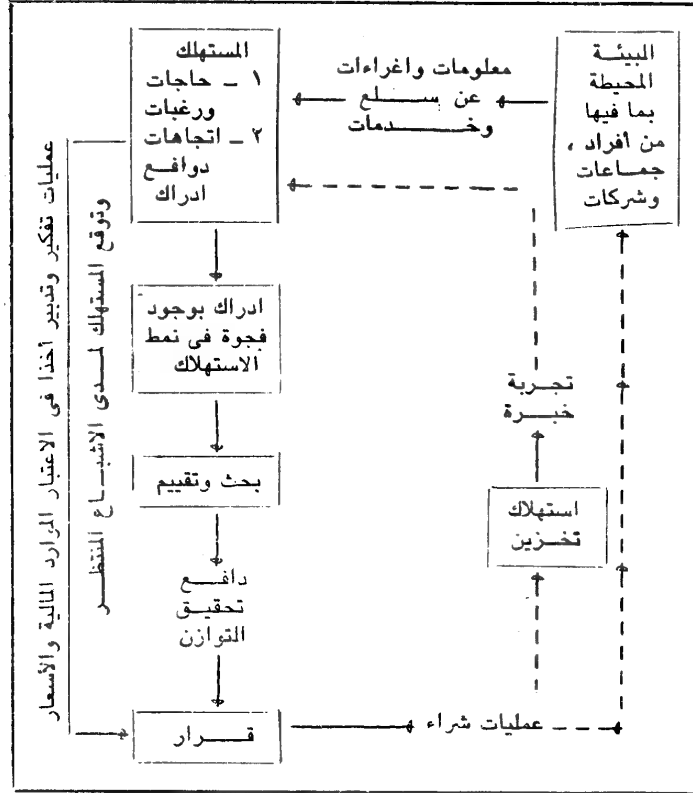 البيئة
المحيطة
بما فيها
من أفراد ،
جماعات
وشركات
معلومات واغراءات
عن سلع
وخدمات
المستهلك
١ - حاجات
ورغبات
٢ - اتجاهات
دوافع
ادراك
ادراك بوجود
فجوة فى نمط
الاستهلاك
بحث وتقييم
دافع
تحقيق
التوازن
قرار
عمليات شراء
استهلاك
تخزين
تجربة
خبرة
عمليات تفكير وتدبير أخذا فى الاعتبار الموارد المالية والأسعار
وتوقع المستهلك لمدى الاشباع المنتظر